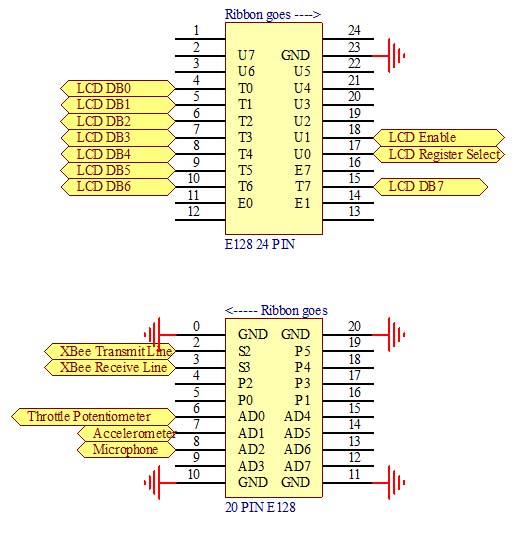 Ribbon goes ---->
1 24
2 U7 GND 23
3 U6 U5 22
LCD DB0 4 T0 U4 21
LCD DB1 5 T1 U3 20
LCD DB2 6 T2 U2 19
LCD DB3 7 T3 U1 18 LCD Enable
LCD DB4 8 T4 U0 17 LCD Register Select
LCD DB5 9 T5 E7 16
LCD DB6 10 T6 T7 15 LCD DB7
11 E0 E1 14
12 13
E128 24 PIN
<----- Ribbon goes
0 GND GND 20
XBee Transmit Line 2 S2 P5 19
XBee Receive Line 3 S3 P4 18
4 P2 P3 17
5 P0 P1 16
Throttle Potentiometer 6 AD0 AD4 15
Accelerometer 7 AD1 AD5 14
Microphone 8 AD2 AD6 13
9 AD3 AD7 12
10 GND GND 11
20 PIN E128